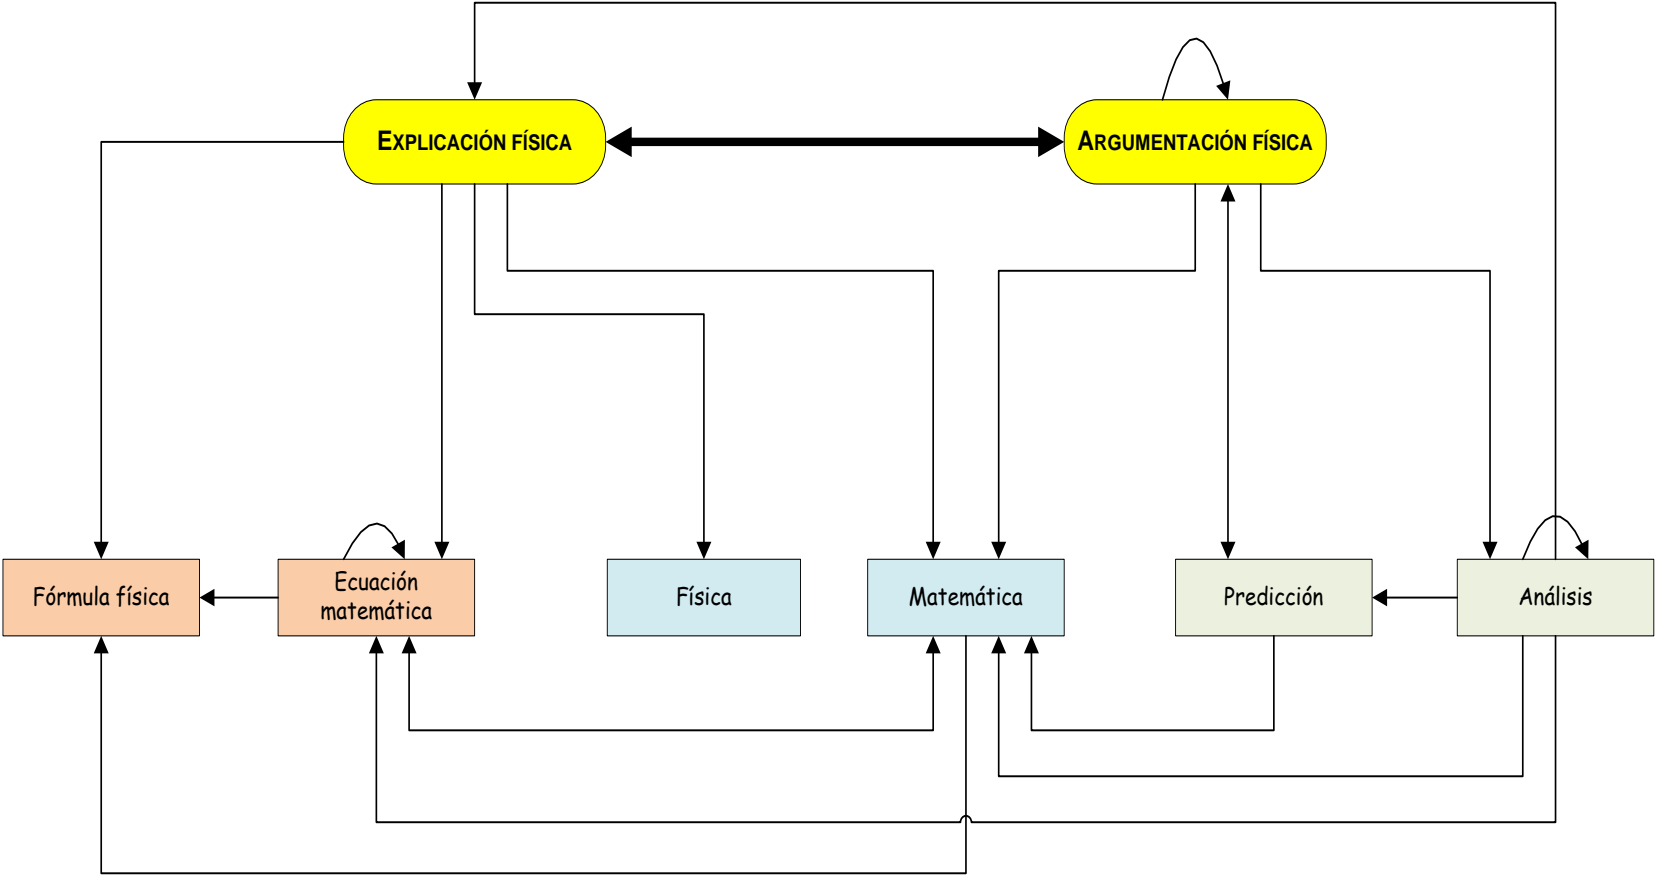 EXPLICACIÓN FÍSICA
ARGUMENTACIÓN FÍSICA
Fórmula física
Ecuación
matemática
Física
Matemática
Predicción
Análisis